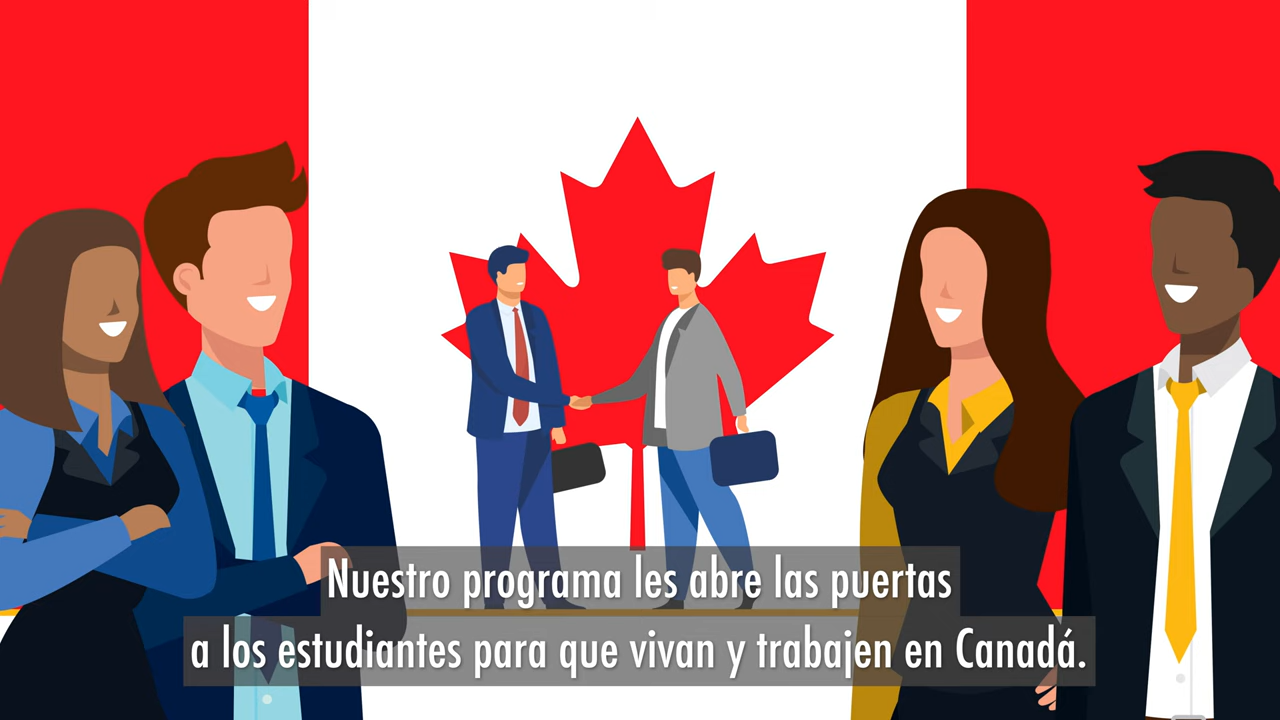 Nuestro programa les abre las puertas
a los estudiantes para que vivan y trabajen en Canadá.